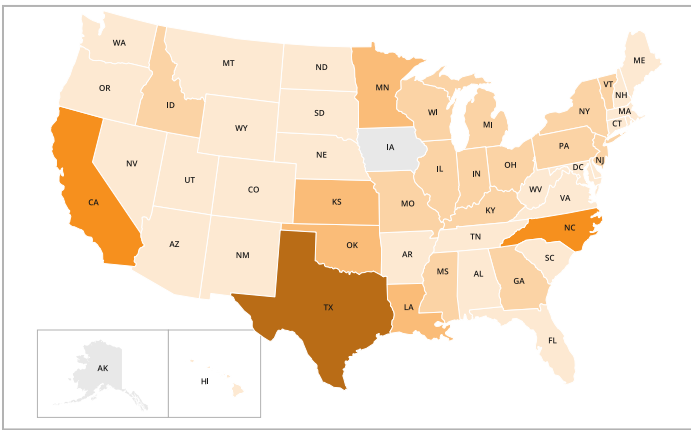 WA
MT
ND
ME
OR
MN
VT
NH
ID
SD
WI
NY
MA
MI
CT
WY
IA
PA
NE
OH
NJ
NV
IL
IN
DC
UT
CO
WV
VA
CA
KS
MO
KY
NC
TN
AZ
OK
NM
AR
SC
MS
AL
GA
TX
LA
FL
AK
HI